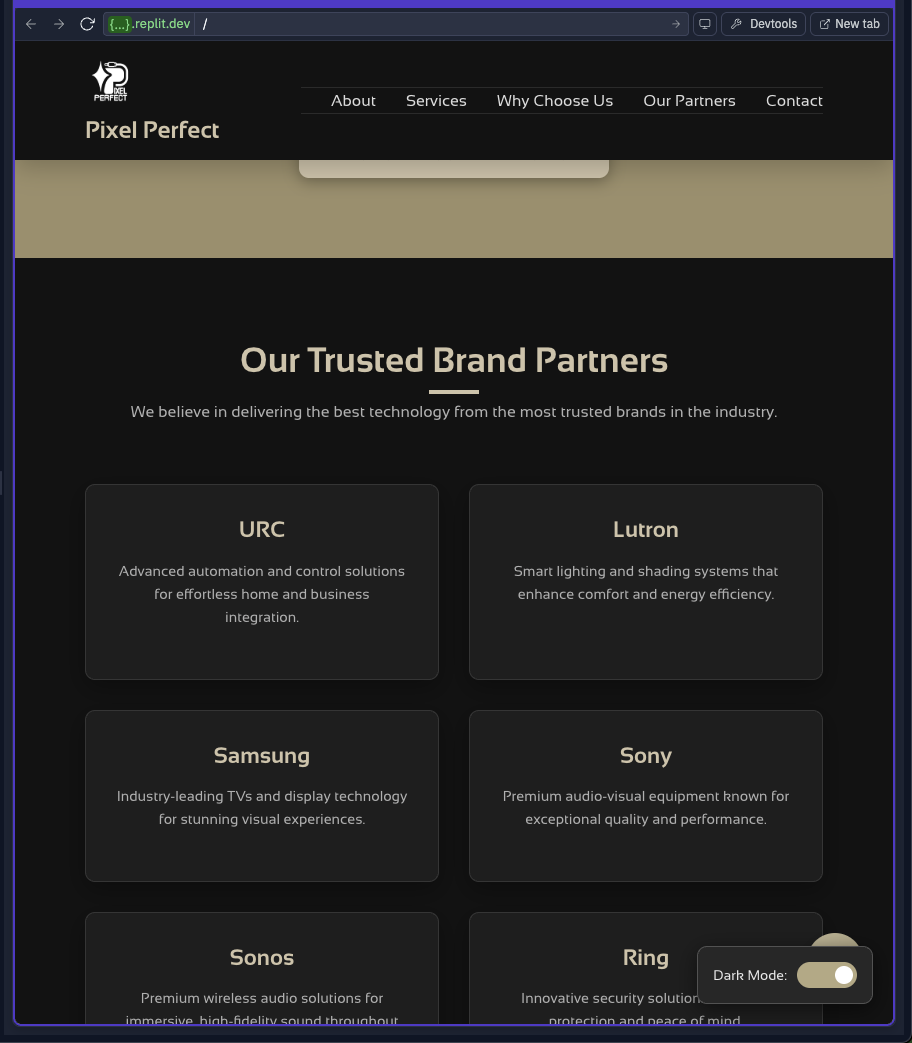 {...}.replit.dev /
Devtools
New tab
PIXEL
PERFECT
Pixel Perfect
About
Services
Why Choose Us
Our Partners
Contact
Our Trusted Brand Partners
We believe in delivering the best technology from the most trusted brands in the industry.
URC
Advanced automation and control solutions
for effortless home and business
integration.
Lutron
Smart lighting and shading systems that
enhance comfort and energy efficiency.
Samsung
Industry-leading TVs and display technology
for stunning visual experiences.
Sony
Premium audio-visual equipment known for
exceptional quality and performance.
Sonos
Premium wireless audio solutions for
immersive, high-fidelity sound throughout
Ring
Innovative security solution
protection and peace of mind
Dark Mode: